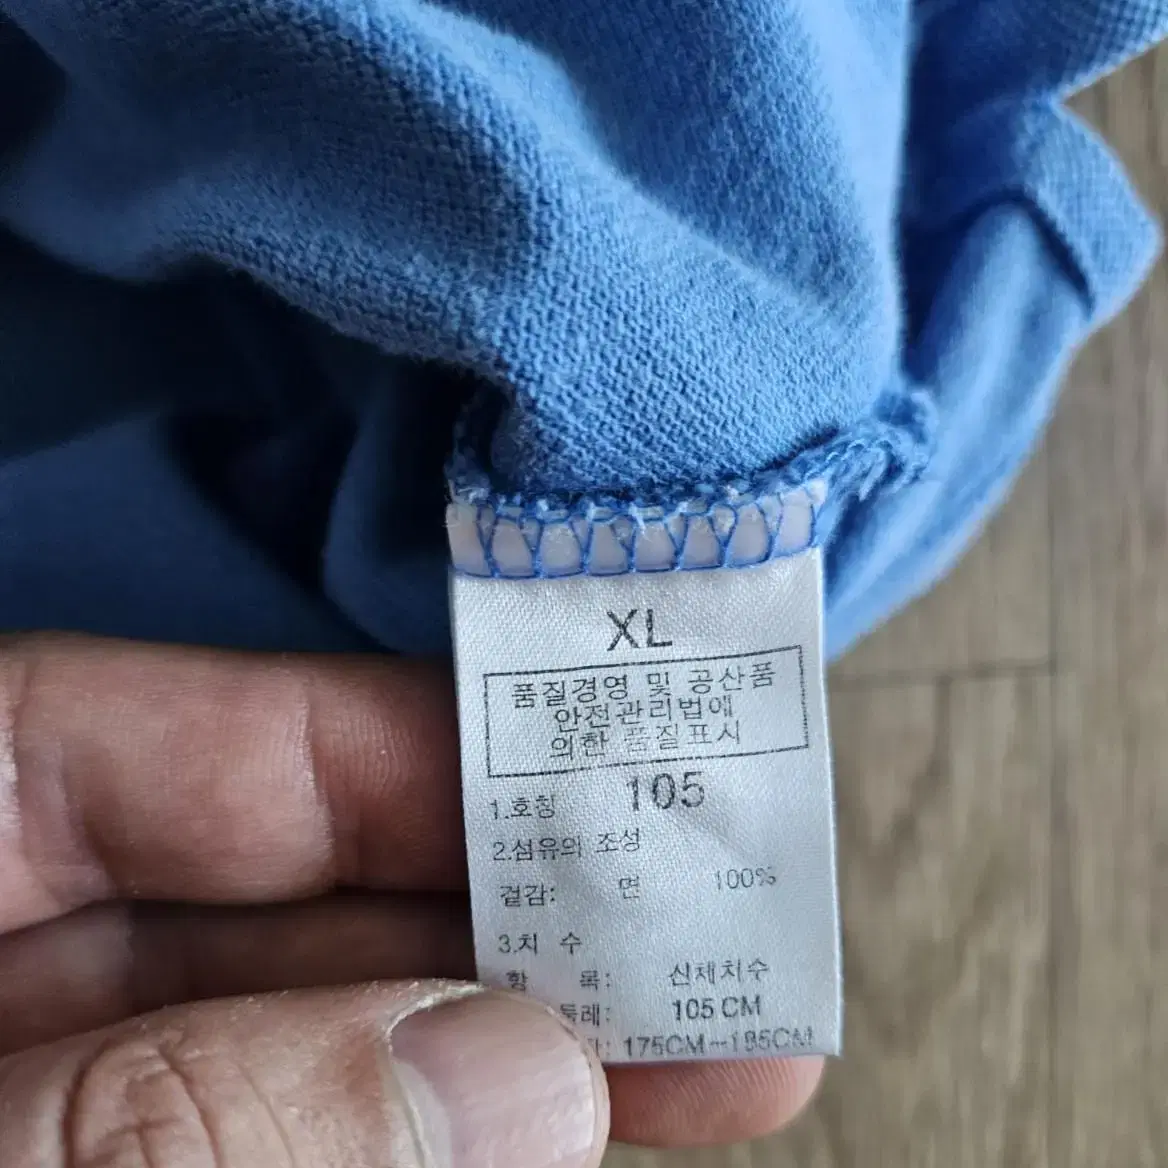 XL
품질경영 및 공산품
안전관리법에
의한 품질표시
1.호칭 105
2.섬유의 조성
겉감: 면 100%
3.치 수
항 목: 신체치수
둘레: 105 CM
175CM~185CM